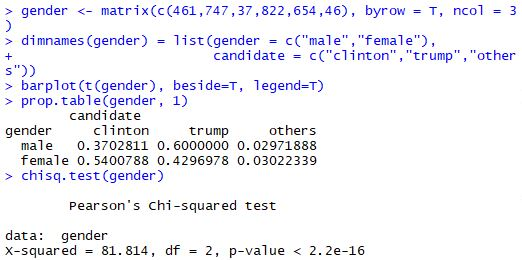 > gender <- matrix(c(461,747,37,822,654,46), byrow = T, ncol = 3
)
> dimnames(gender) = list(gender = c("male","female"),
+ candidate = c("clinton","trump","other
s"))
> barplot(t(gender), beside=T, legend=T)
> prop.table(gender, 1)
candidate
gender clinton trump others
male 0.3702811 0.6000000 0.02971888
female 0.5400788 0.4296978 0.03022339
> chisq.test(gender)
Pearson's Chi-squared test
data: gender
X-squared = 81.814, df = 2, p-value < 2.2e-16